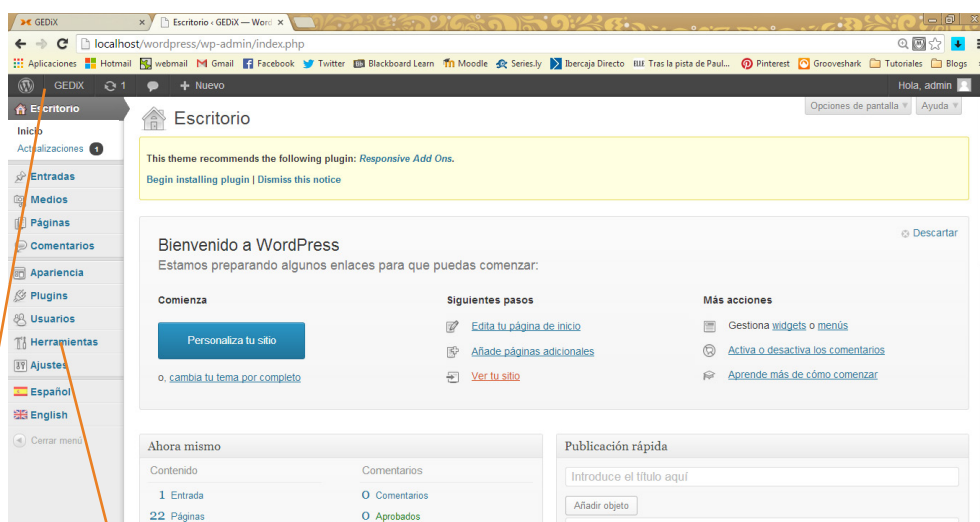 GEDiX
Escritorio ‹ GEDiX — Word
localhost/wordpress/wp-admin/index.php
Aplicaciones Hotmail webmail Gmail Facebook Twitter Blackboard Learn Moodle Series.ly Ibercaja Directo Tras la pista de Paul... Pinterest Grooveshark Tutoriales Blogs
GEDiX 1 + Nuevo Hola, admin
Escritorio
Inicio
Actualizaciones 1
Entradas
Medios
Páginas
Comentarios
Apariencia
Plugins
Usuarios
Herramientas
Ajustes
Español
English
Cerrar menú
Opciones de pantalla Ayuda
Escritorio
This theme recommends the following plugin: Responsive Add Ons.
Begin installing plugin | Dismiss this notice
Descartar
Bienvenido a WordPress
Estamos preparando algunos enlaces para que puedas comenzar:
Comienza
Personaliza tu sitio
o, cambia tu tema por completo
Siguientes pasos
Edita tu página de inicio
Añade páginas adicionales
Ver tu sitio
Más acciones
Gestiona widgets o menús
Activa o desactiva los comentarios
Aprende más de cómo comenzar
Ahora mismo
Contenido Comentarios
1 Entrada 0 Comentarios
22 Páginas 0 Aprobados
Publicación rápida
Introduce el título aquí
Añadir objeto